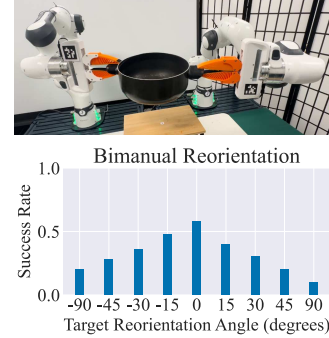 Bimanual Reorientation
Success Rate
1.0
0.5
0.0
-90 -45 -30 -15 0 15 30 45 90
Target Reorientation Angle (degrees)